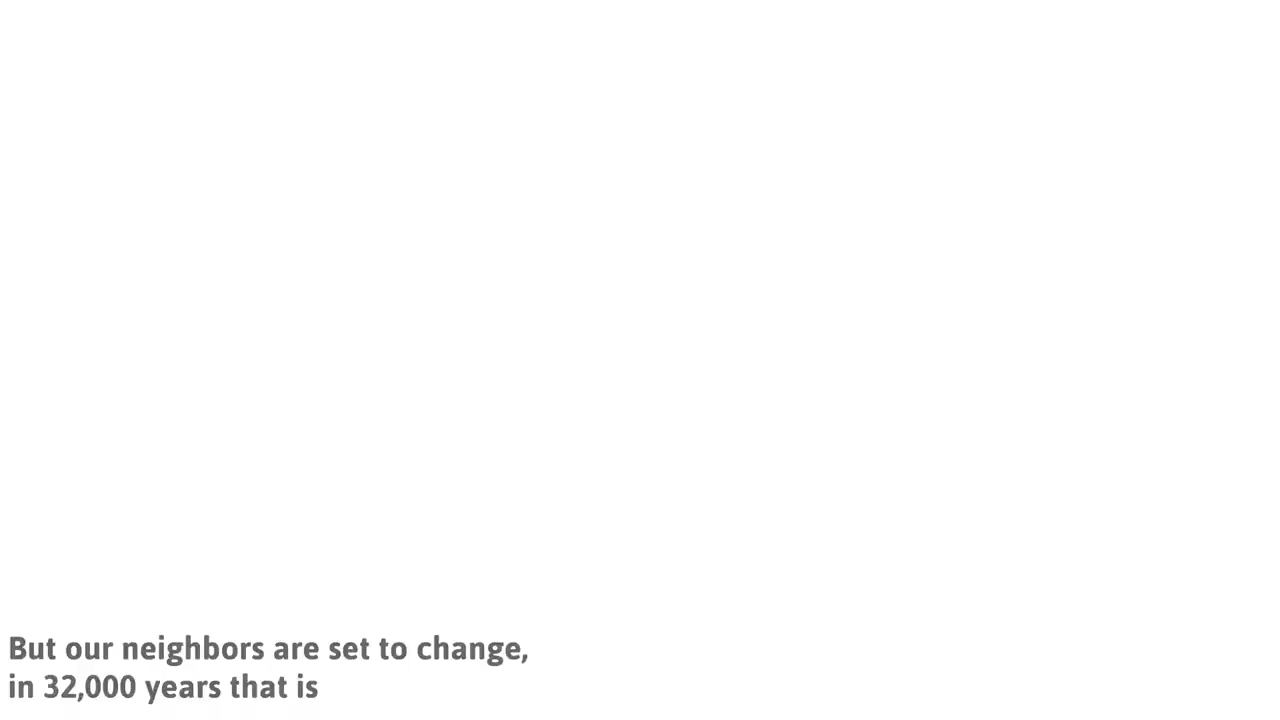 But our neighbors are set to change,
in 32,000 years that is